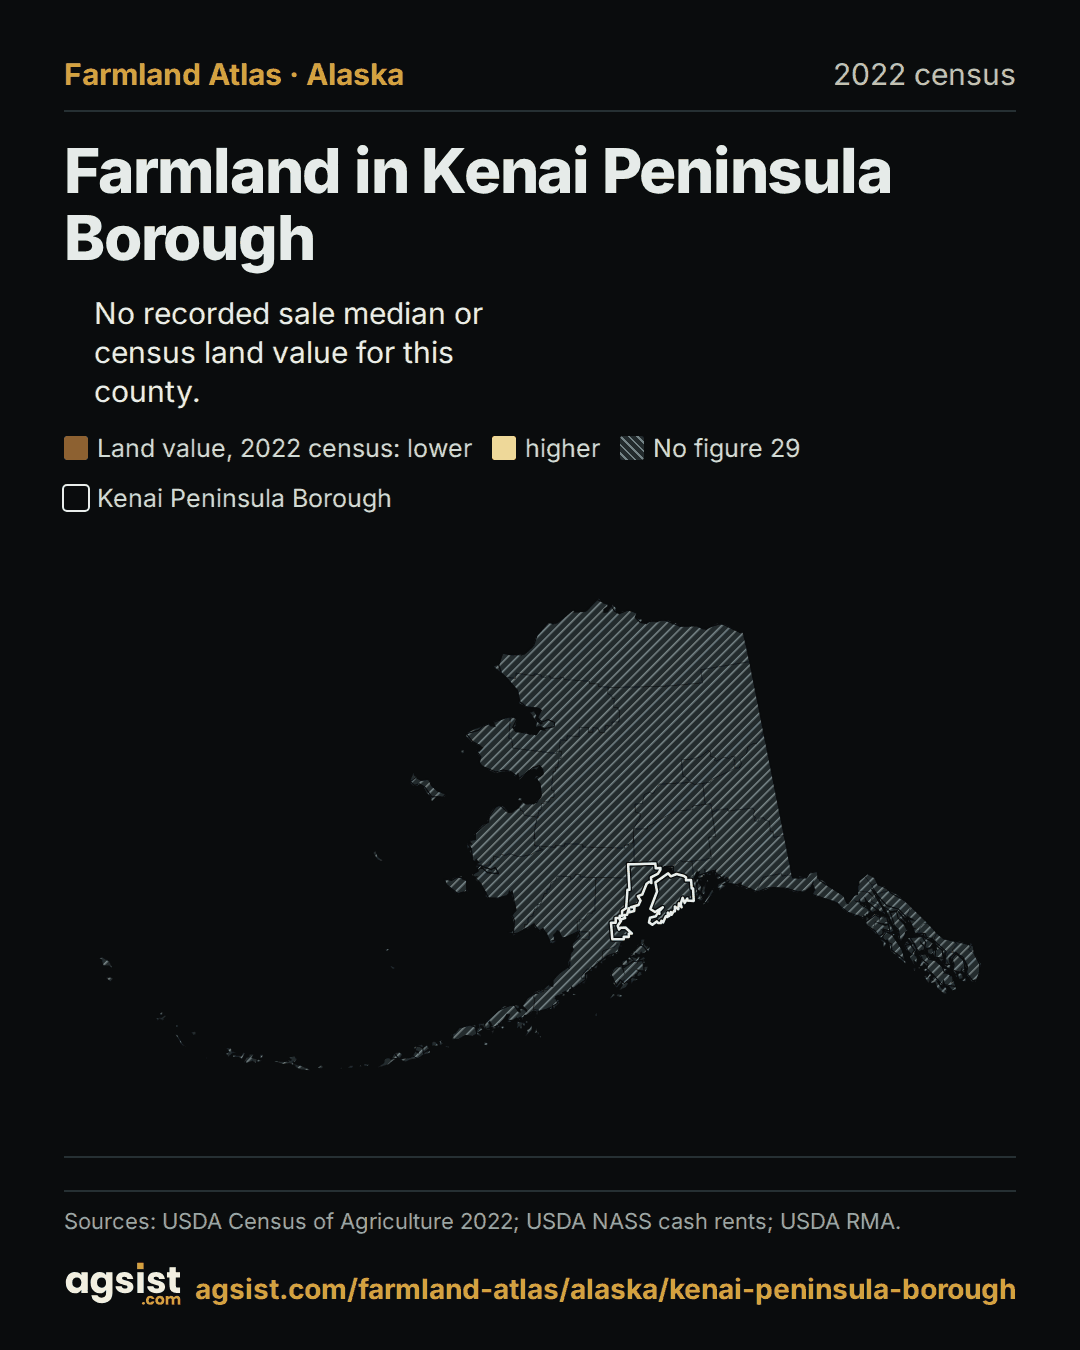 Farmland Atlas · Alaska
2022 census
Farmland in Kenai Peninsula
Borough
No recorded sale median or
census land value for this
county.
Land value, 2022 census: lower
higher
No figure 29
Kenai Peninsula Borough
Sources: USDA Census of Agriculture 2022; USDA NASS cash rents; USDA RMA.
agsist.com
agsist.com/farmland-atlas/alaska/kenai-peninsula-borough